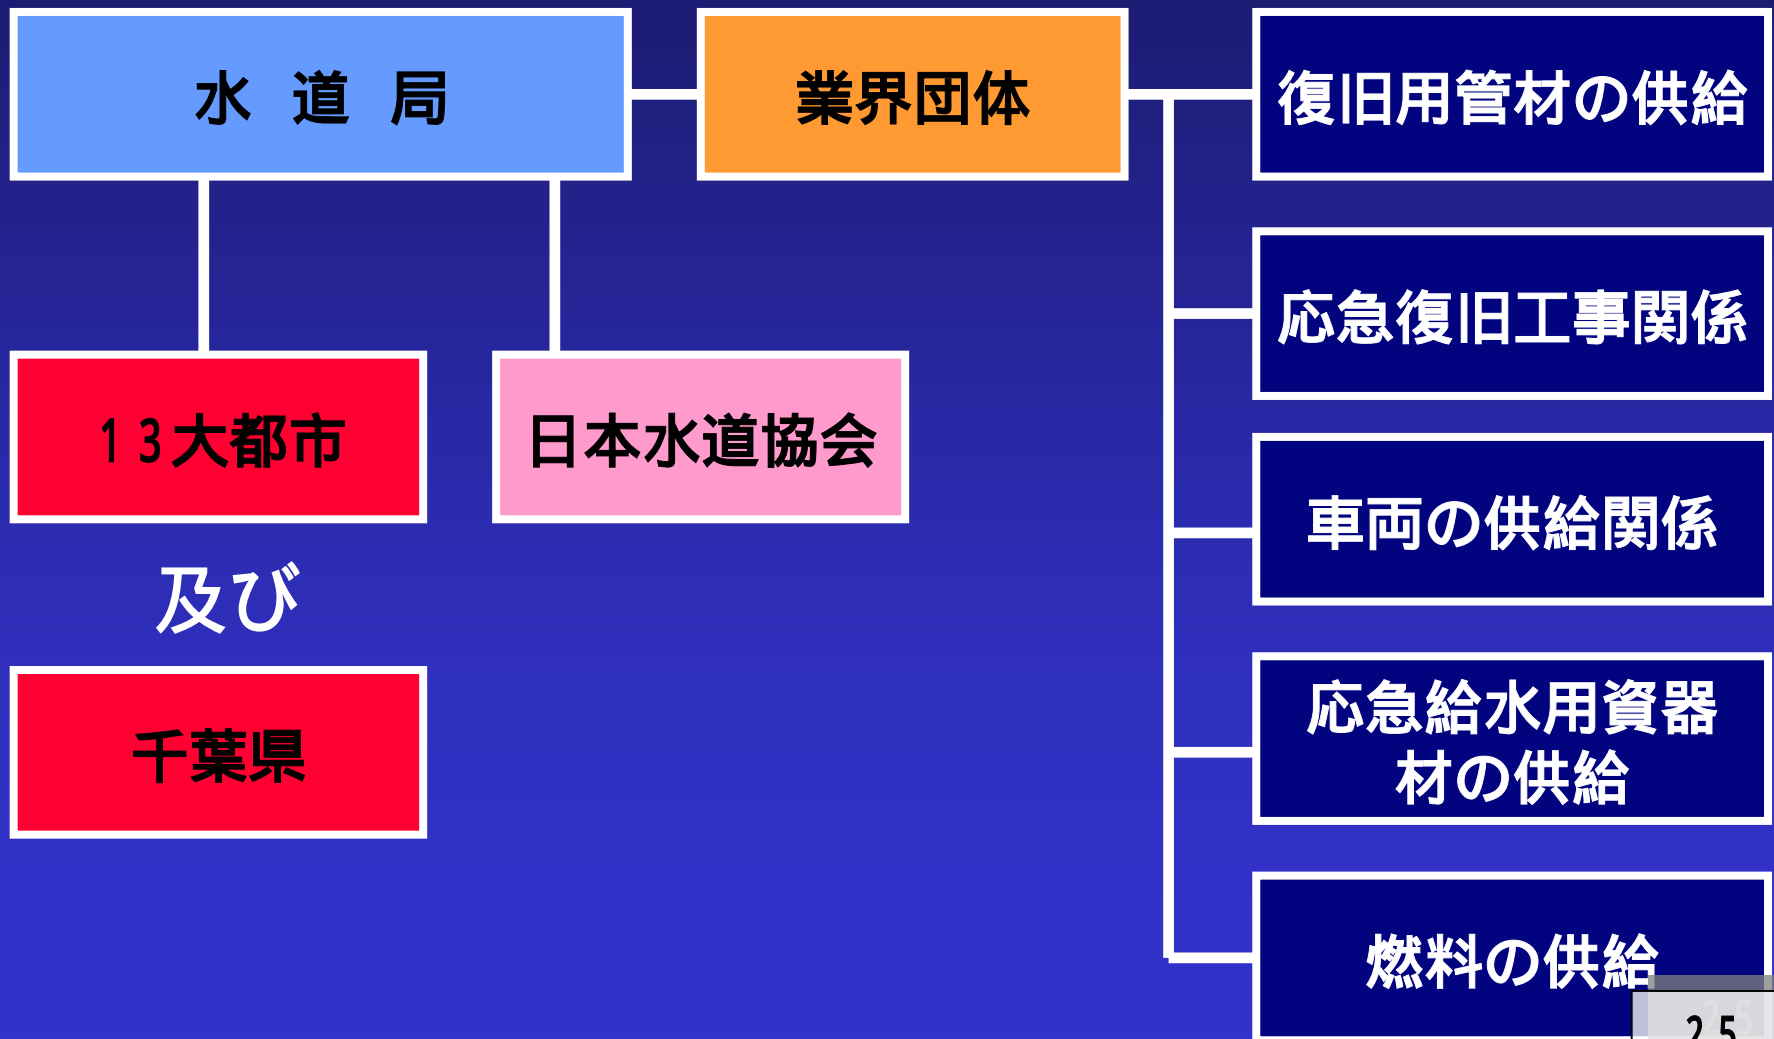 水 道 局
業界団体
復旧用管材の供給
応急復旧工事関係
１３大都市
日本水道協会
車両の供給関係
及び
千葉県
応急給水用資器
材の供給
燃料の供給
25